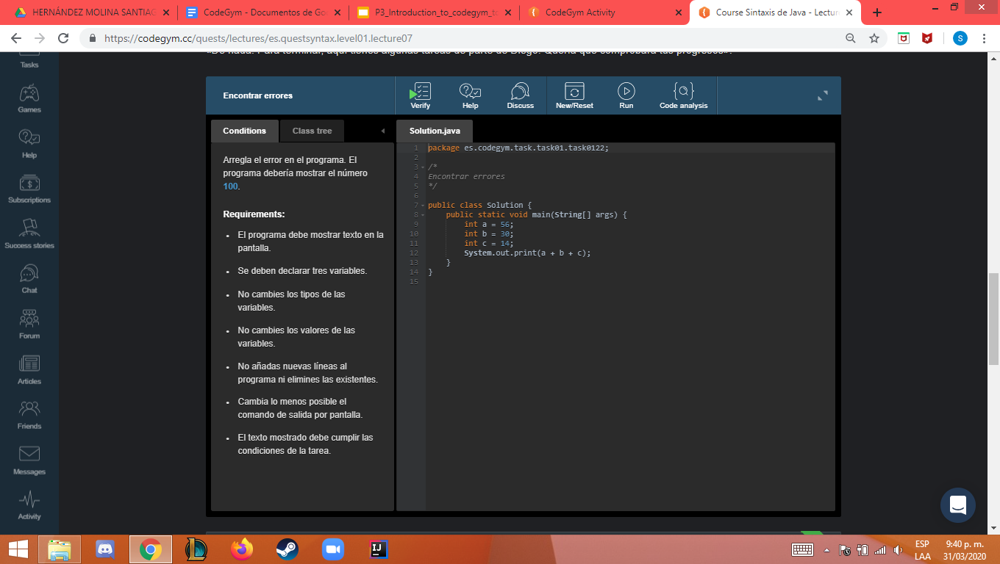 HERNÁNDEZ MOLINA SANTIAG
CodeGym - Documentos de Go
P3_Introduction_to_codegym_t
CodeGym Activity
Course Sintaxis de Java - Lectur
https://codegym.cc/quests/lectures/es.questsyntax.level01.lecture07
S
Tasks
Games
Help
Subscriptions
Success stories
Chat
Forum
Articles
Friends
Messages
Activity
Encontrar errores
Verify
Help
Discuss
New/Reset
Run
Code analysis
Conditions
Class tree
Solution.java
Arregla el error en el programa. El
programa debería mostrar el número
100.
Requirements:
• El programa debe mostrar texto en la
pantalla.
• Se deben declarar tres variables.
• No cambies los tipos de las
variables.
• No cambies los valores de las
variables.
• No añadas nuevas líneas al
programa ni elimines las existentes.
• Cambia lo menos posible el
comando de salida por pantalla.
• El texto mostrado debe cumplir las
condiciones de la tarea.
1 package es.codegym.task.task01.task0122;
2
3 /*
4 Encontrar errores
5 */
6
7 public class Solution {
8 public static void main(String[] args) {
9 int a = 56;
10 int b = 30;
11 int c = 14;
12 System.out.print(a + b + c);
13 }
14 }
15
ESP
LAA
9:40 p. m.
31/03/2020